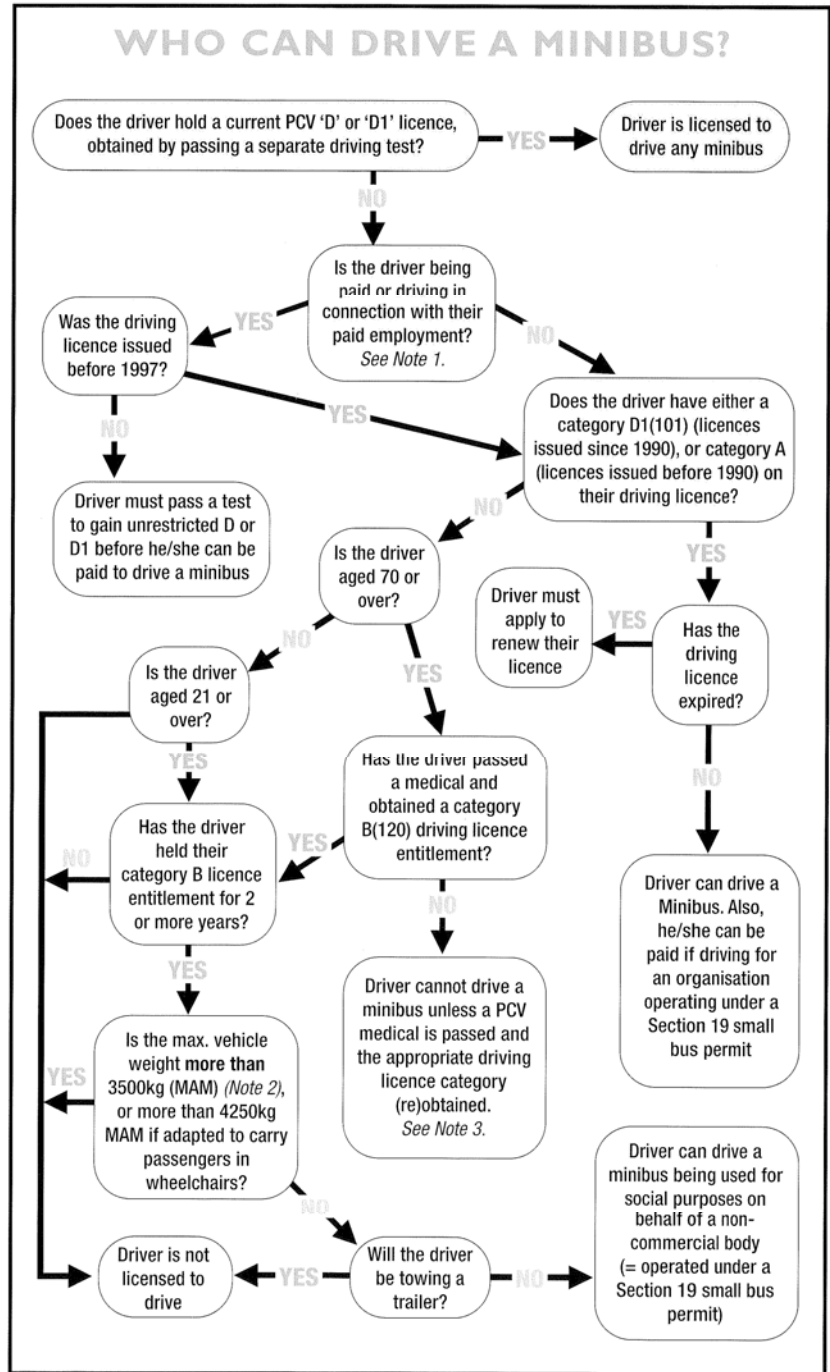 WHO CAN DRIVE A MINIBUS?
Does the driver hold a current PCV 'D' or 'D1' licence,
obtained by passing a separate driving test?
YES
Driver is licensed to
drive any minibus
NO
Is the driver being
paid or driving in
connection with their
paid employment?
See Note 1.
YES
NO
Was the driving
licence issued
before 1997?
YES
NO
Driver must pass a test
to gain unrestricted D or
D1 before he/she can be
paid to drive a minibus
Does the driver have either a
category D1(101) (licences
issued since 1990), or category A
(licences issued before 1990) on
their driving licence?
NO
YES
Is the driver
aged 70 or
over?
Driver must
apply to
renew their
licence
YES
Has the
driving
licence
expired?
NO
YES
Is the driver
aged 21 or
over?
YES
NO
Has the driver passed
a medical and
obtained a category
B(120) driving licence
entitlement?
YES
NO
Has the driver
held their
category B licence
entitlement for 2
or more years?
NO
YES
Driver can drive a
Minibus. Also,
he/she can be
paid if driving for
an organisation
operating under a
Section 19 small
bus permit
Driver cannot drive a
minibus unless a PCV
medical is passed and
the appropriate driving
licence category
(re)obtained.
See Note 3.
Is the max. vehicle
weight more than
3500kg (MAM) (Note 2),
or more than 4250kg
MAM if adapted to carry
passengers in
wheelchairs?
YES
NO
Driver can drive a
minibus being used for
social purposes on
behalf of a non-
commercial body
(= operated under a
Section 19 small bus
permit)
Driver is not
licensed to
drive
YES
Will the driver
be towing a
trailer?
NO